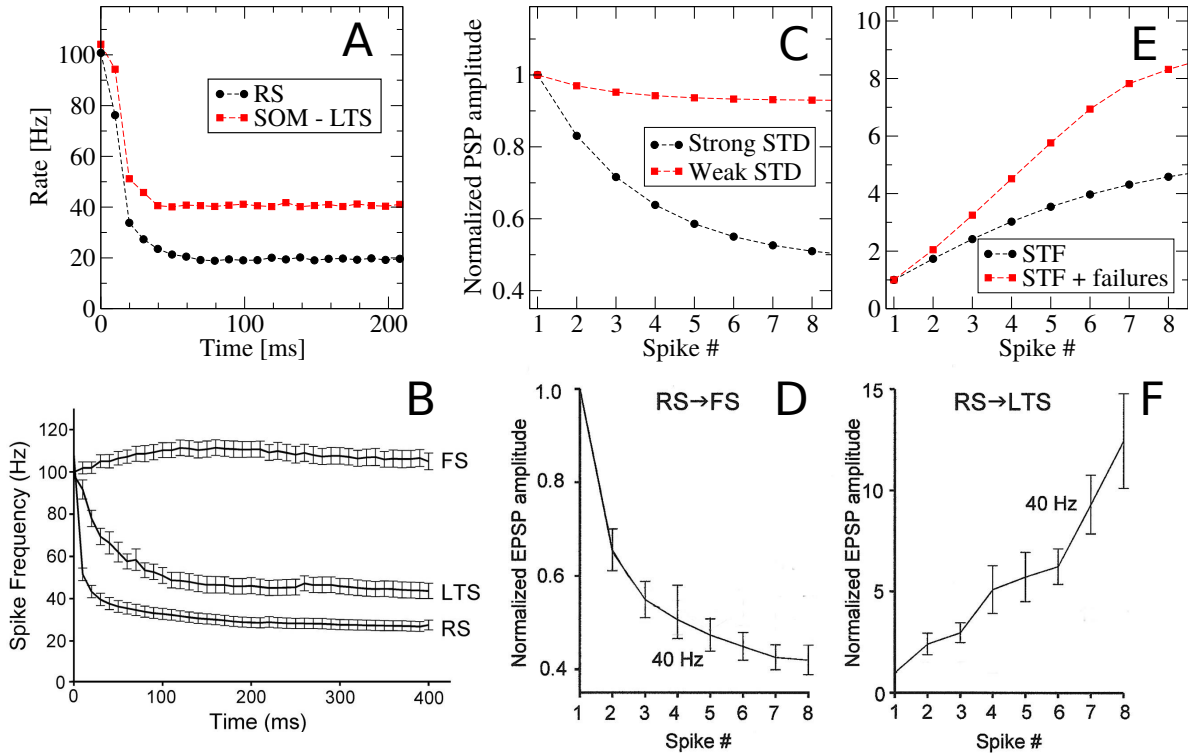 A
Rate [Hz]
100
80
60
40
20
0
RS
SOM - LTS
0
100
200
Time [ms]
C
Normalized PSP amplitude
1
0.8
0.6
0.4
Strong STD
Weak STD
1 2 3 4 5 6 7 8
Spike #
E
10
8
6
4
2
0
STF
STF + failures
1 2 3 4 5 6 7 8
Spike #
B
Spike Frequency (Hz)
120
100
80
60
40
20
0
FS
LTS
RS
0 100 200 300 400
Time (ms)
D
RS→FS
Normalized EPSP amplitude
1.0
0.8
0.6
0.4
40 Hz
1 2 3 4 5 6 7 8
Spike #
F
RS→LTS
Normalized EPSP amplitude
15
10
5
0
40 Hz
1 2 3 4 5 6 7 8
Spike #